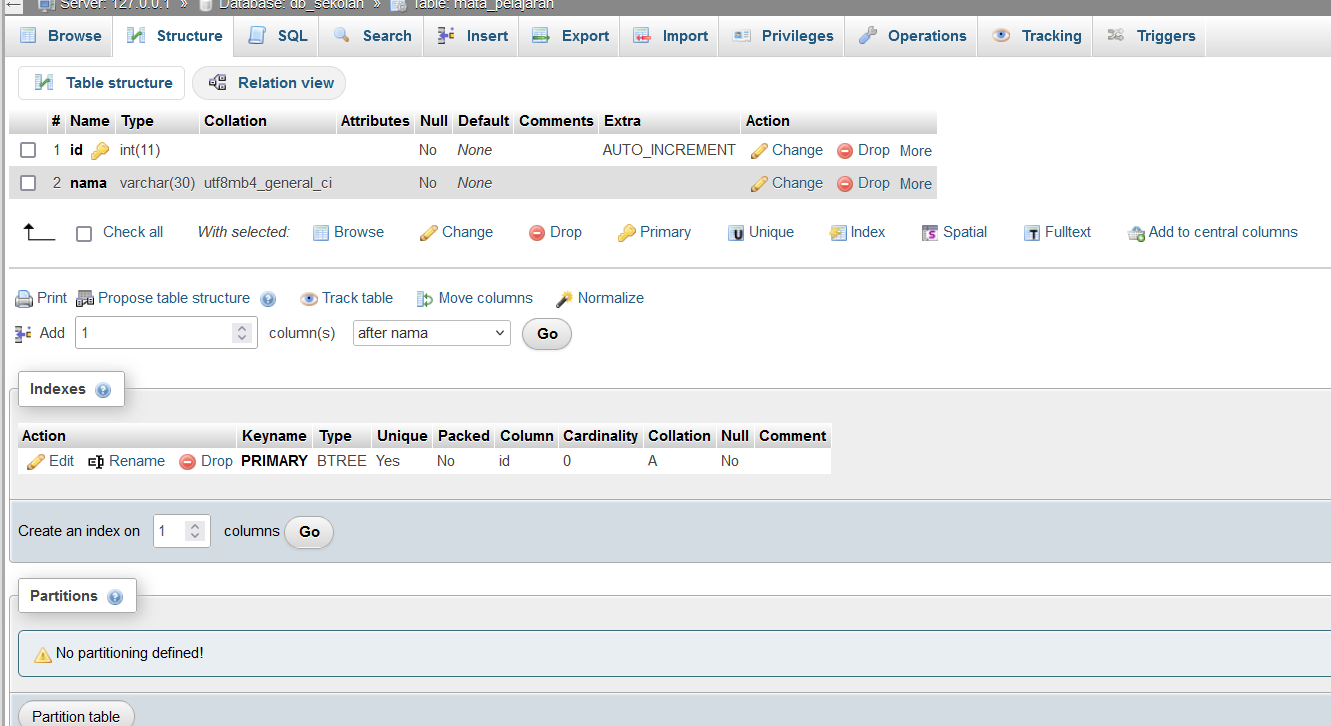 Server: 127.0.0.1 » Database: db_sekolah » Table: mata_pelajaran
Browse Structure SQL Search Insert Export Import Privileges Operations Tracking Triggers
Table structure Relation view
# Name Type Collation Attributes Null Default Comments Extra Action
1 id int(11) No None AUTO_INCREMENT Change Drop More
2 nama varchar(30) utf8mb4_general_ci No None Change Drop More
Check all With selected: Browse Change Drop Primary Unique Index Spatial Fulltext Add to central columns
Print Propose table structure Track table Move columns Normalize
Add 1 column(s) after nama Go
Indexes
Action Keyname Type Unique Packed Column Cardinality Collation Null Comment
Edit Rename Drop PRIMARY BTREE Yes No id 0 A No
Create an index on 1 columns Go
Partitions
No partitioning defined!
Partition table